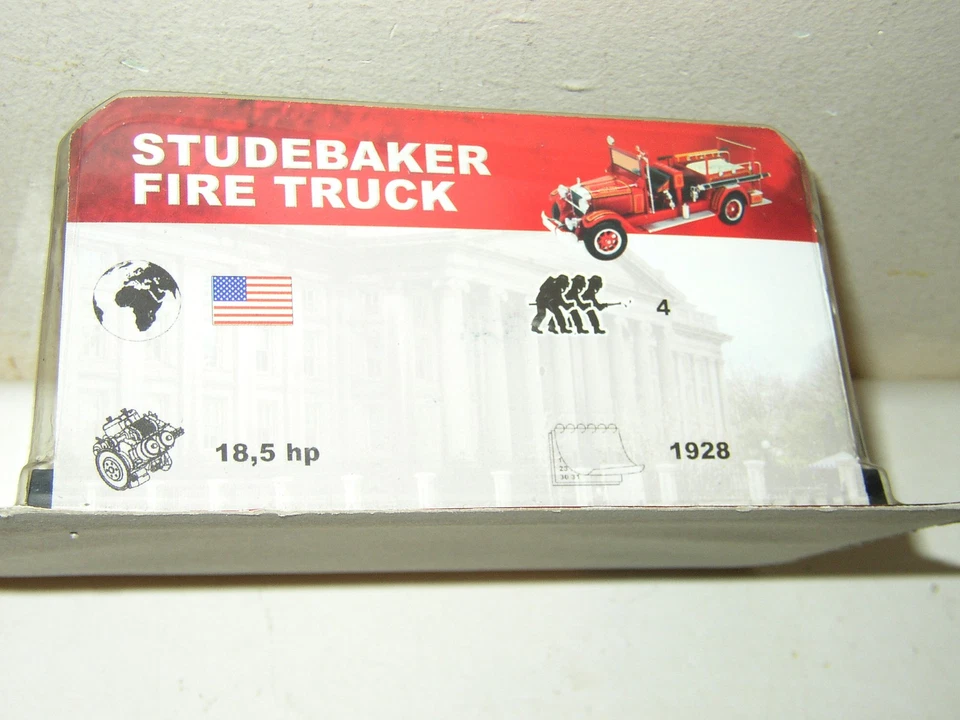 STUDEBAKER
FIRE TRUCK
4
18,5 hp
1928